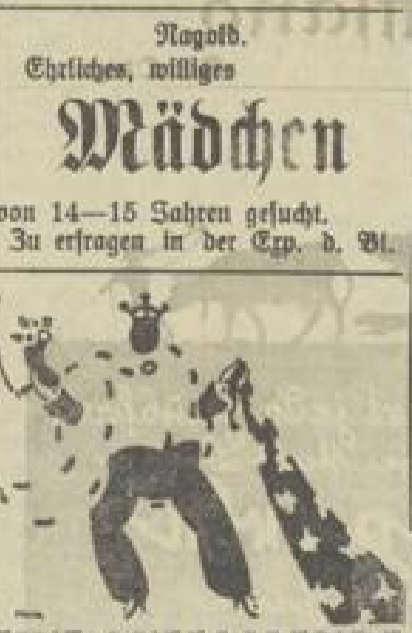 Nagold.
Ehrliches, williges
Mädchen
von 14—15 Jahren gesucht.
Zu erfragen in der Exp. d. Bl.